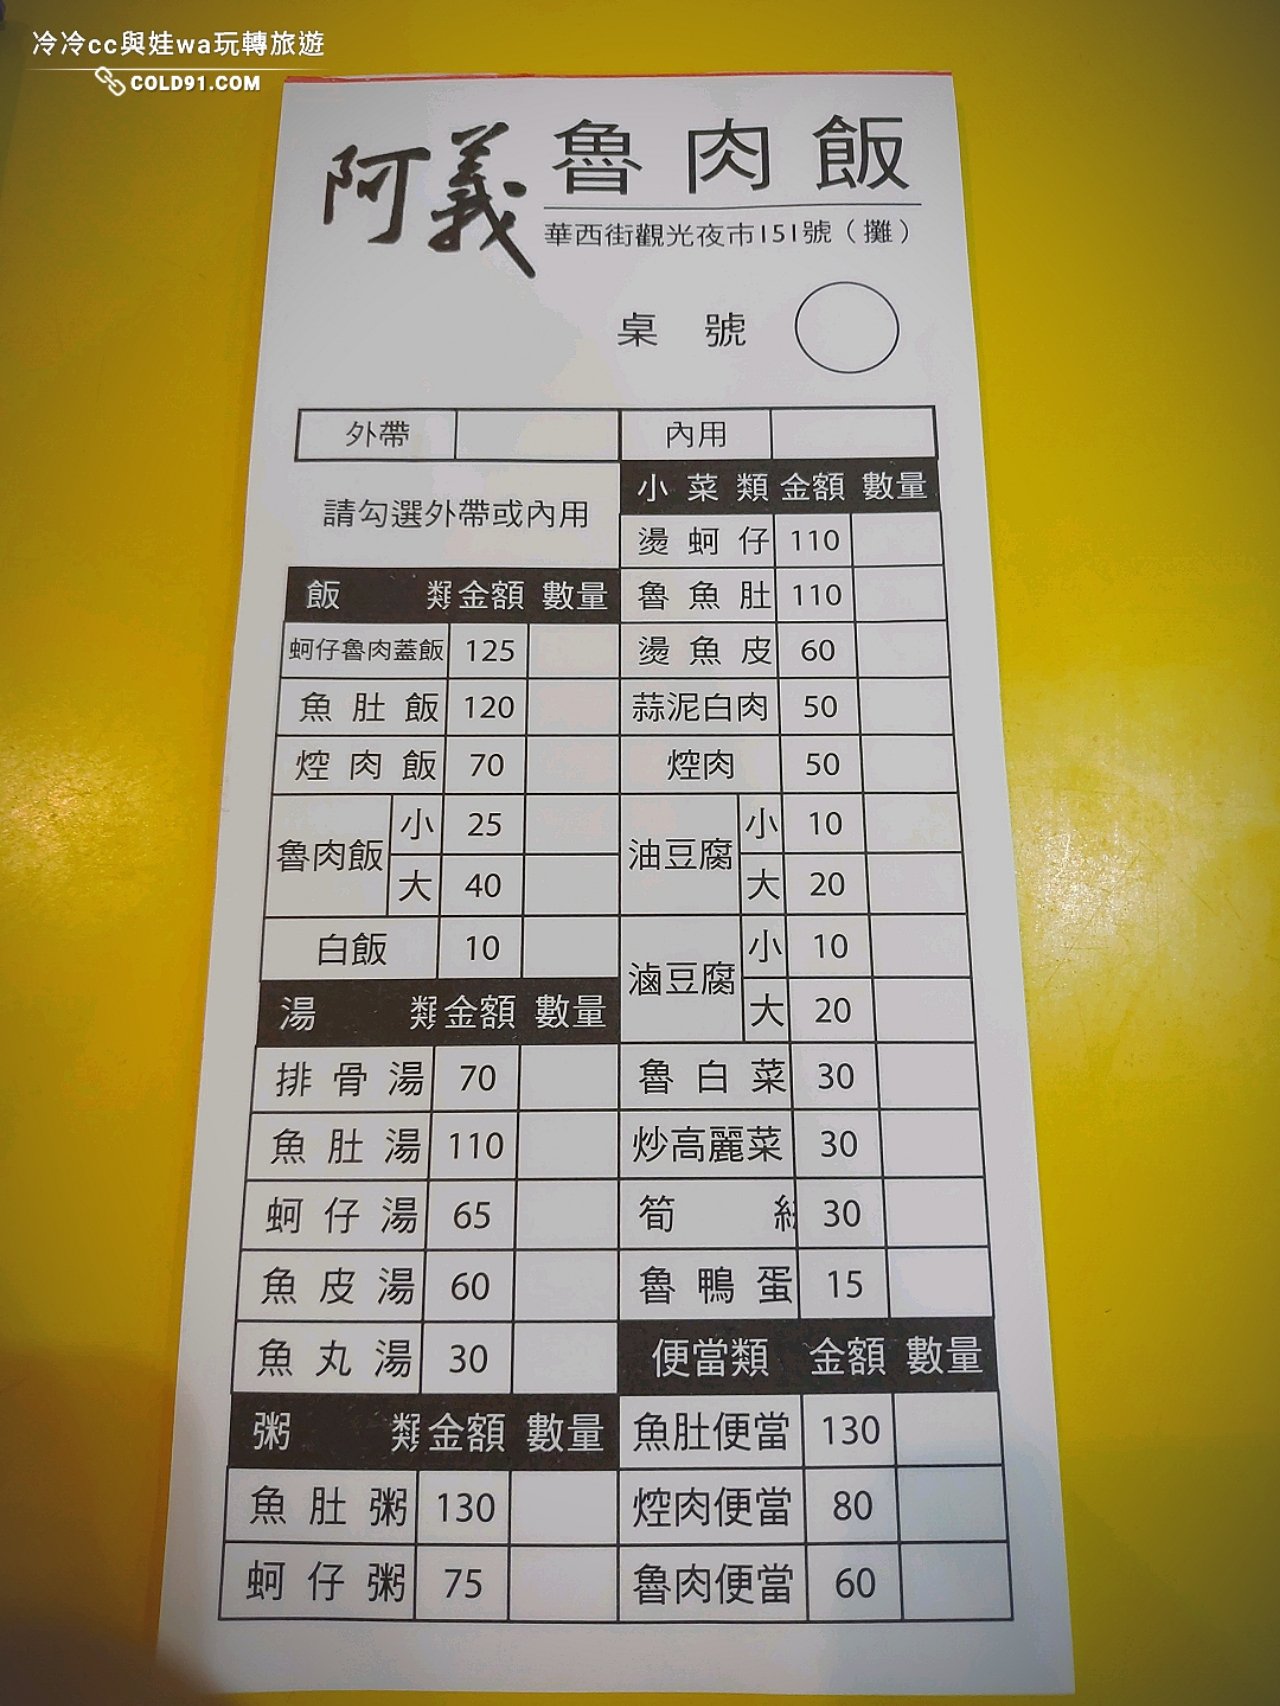 冷冷cc與娃wa玩轉旅遊
COLD91.COM
阿義 魯肉飯
華西街觀光夜市151號（攤）
桌號
外帶
內用
請勾選外帶或內用
飯類 金額 數量
蚵仔魯肉蓋飯 125
魚肚飯 120
焢肉飯 70
魯肉飯 小 25
大 40
白飯 10
湯類 金額 數量
排骨湯 70
魚肚湯 110
蚵仔湯 65
魚皮湯 60
魚丸湯 30
粥類 金額 數量
魚肚粥 130
蚵仔粥 75
小菜類 金額 數量
燙蚵仔 110
魯魚肚 110
燙魚皮 60
蒜泥白肉 50
焢肉 50
油豆腐 小 10
大 20
滷豆腐 小 10
大 20
魯白菜 30
炒高麗菜 30
筍絲 30
魯鴨蛋 15
便當類 金額 數量
魚肚便當 130
焢肉便當 80
魯肉便當 60